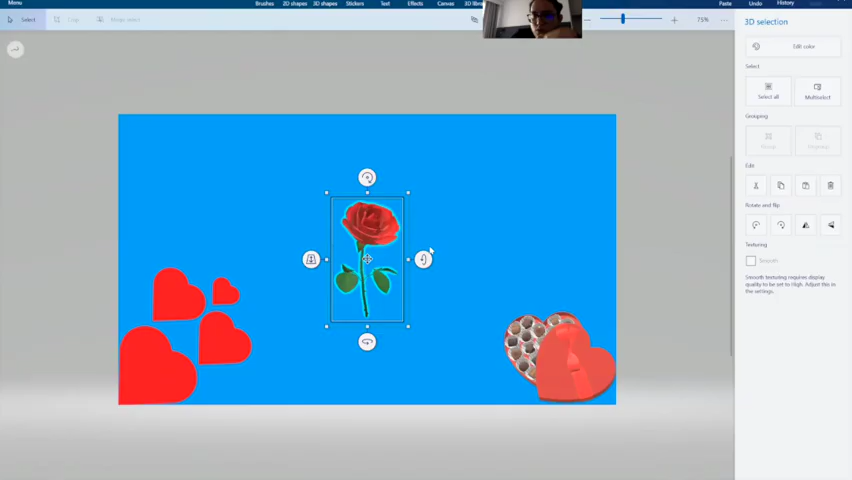 Menu
Brushes
2D shapes
3D shapes
Stickers
Text
Effects
Canvas
3D libr
Paste
Undo
History
Select
Crop
Magic select
75%
3D selection
Edit color
Select
Select all
Multiselect
Grouping
Group
Ungroup
Edit
Rotate and flip
Texturing
Smooth
Smooth texturing requires display
quality to be set to High. Adjust this in
the settings.